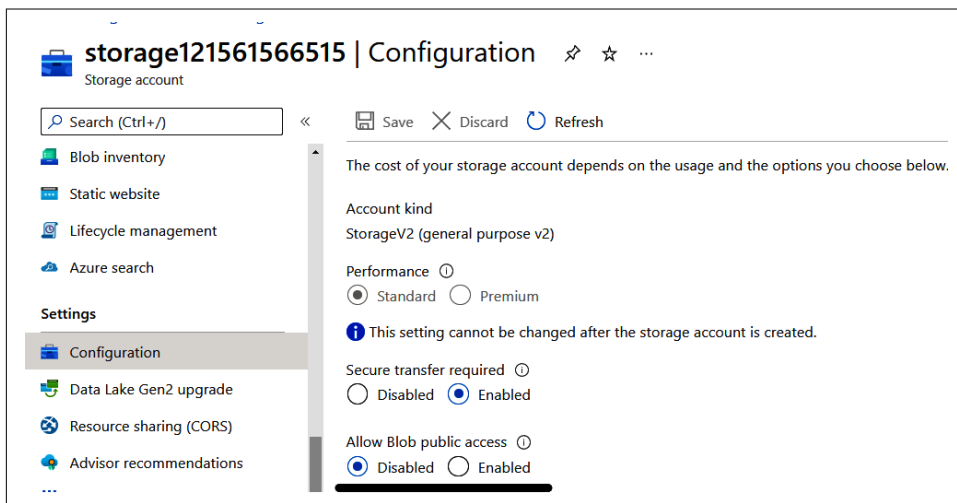 storage121561566515 | Configuration
Storage account
Search (Ctrl+/)
Blob inventory
Static website
Lifecycle management
Azure search
Settings
Configuration
Data Lake Gen2 upgrade
Resource sharing (CORS)
Advisor recommendations
Save Discard Refresh
The cost of your storage account depends on the usage and the options you choose below.
Account kind
StorageV2 (general purpose v2)
Performance
Standard Premium
This setting cannot be changed after the storage account is created.
Secure transfer required
Disabled Enabled
Allow Blob public access
Disabled Enabled